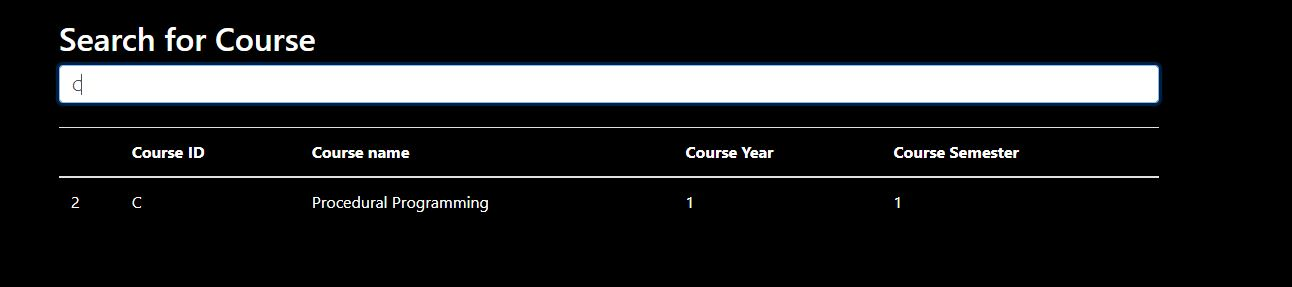 Search for Course
C
Course ID Course name Course Year Course Semester
2 C Procedural Programming 1 1